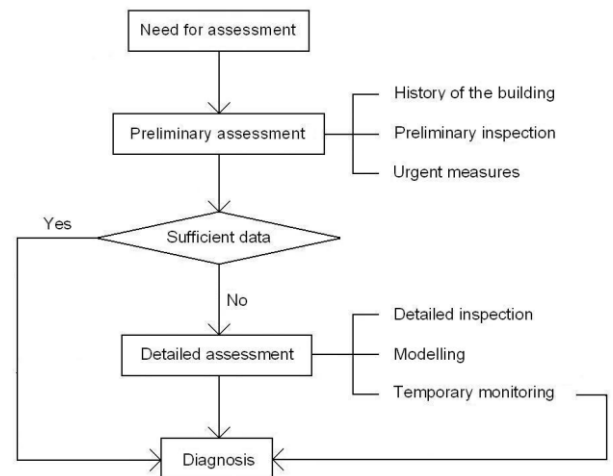 Need for assessment
History of the building
Preliminary assessment
Preliminary inspection
Urgent measures
Yes
Sufficient data
No
Detailed inspection
Detailed assessment
Modelling
Temporary monitoring
Diagnosis